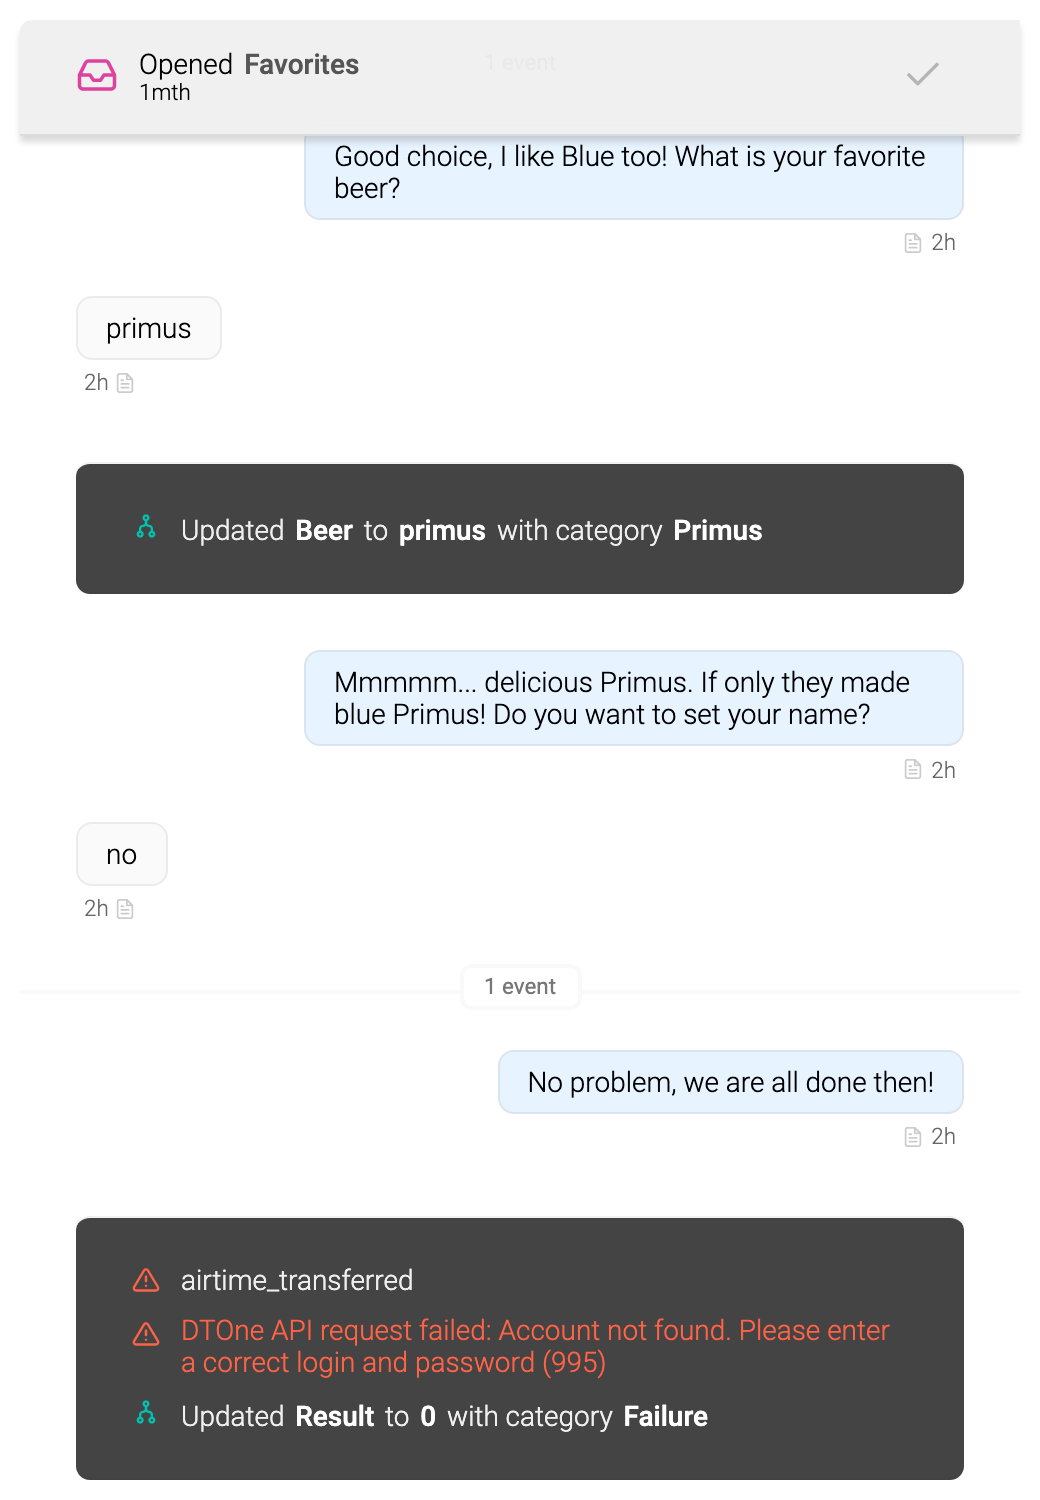 Opened Favorites
1 event
1mth
Good choice, I like Blue too! What is your favorite
beer?
2h
primus
2h
Updated Beer to primus with category Primus
Mmmmm... delicious Primus. If only they made
blue Primus! Do you want to set your name?
2h
no
2h
1 event
No problem, we are all done then!
2h
airtime_transferred
DTOne API request failed: Account not found. Please enter
a correct login and password (995)
Updated Result to 0 with category Failure